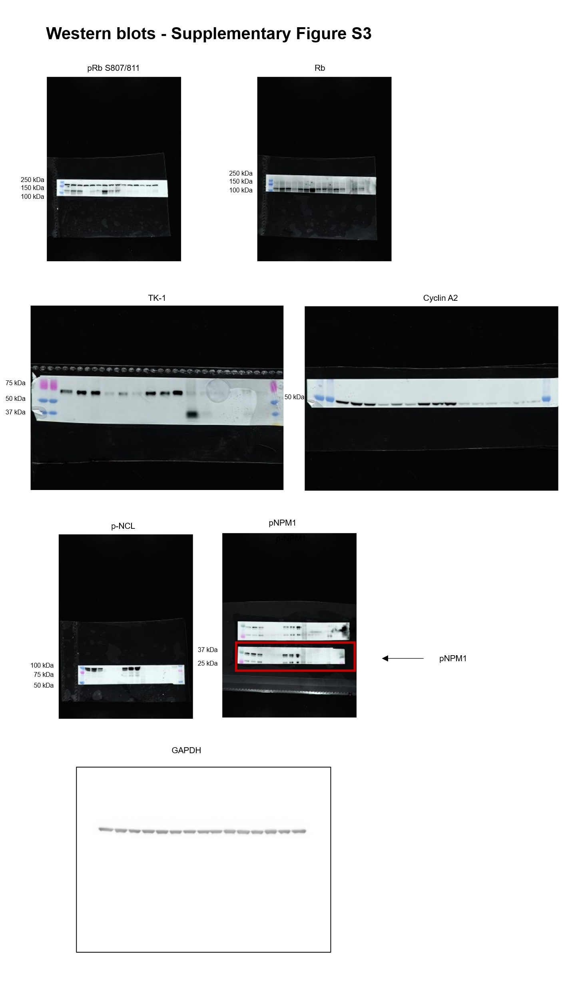 Western blots - Supplementary Figure S3
pRb S807/811
Rb
250 kDa
150 kDa
100 kDa
250 kDa
150 kDa
100 kDa
TK-1
Cyclin A2
75 kDa
50 kDa
37 kDa
50 kDa
p-NCL
pNPM1
p-NPM1
100 kDa
75 kDa
50 kDa
37 kDa
25 kDa
pNPM1
GAPDH